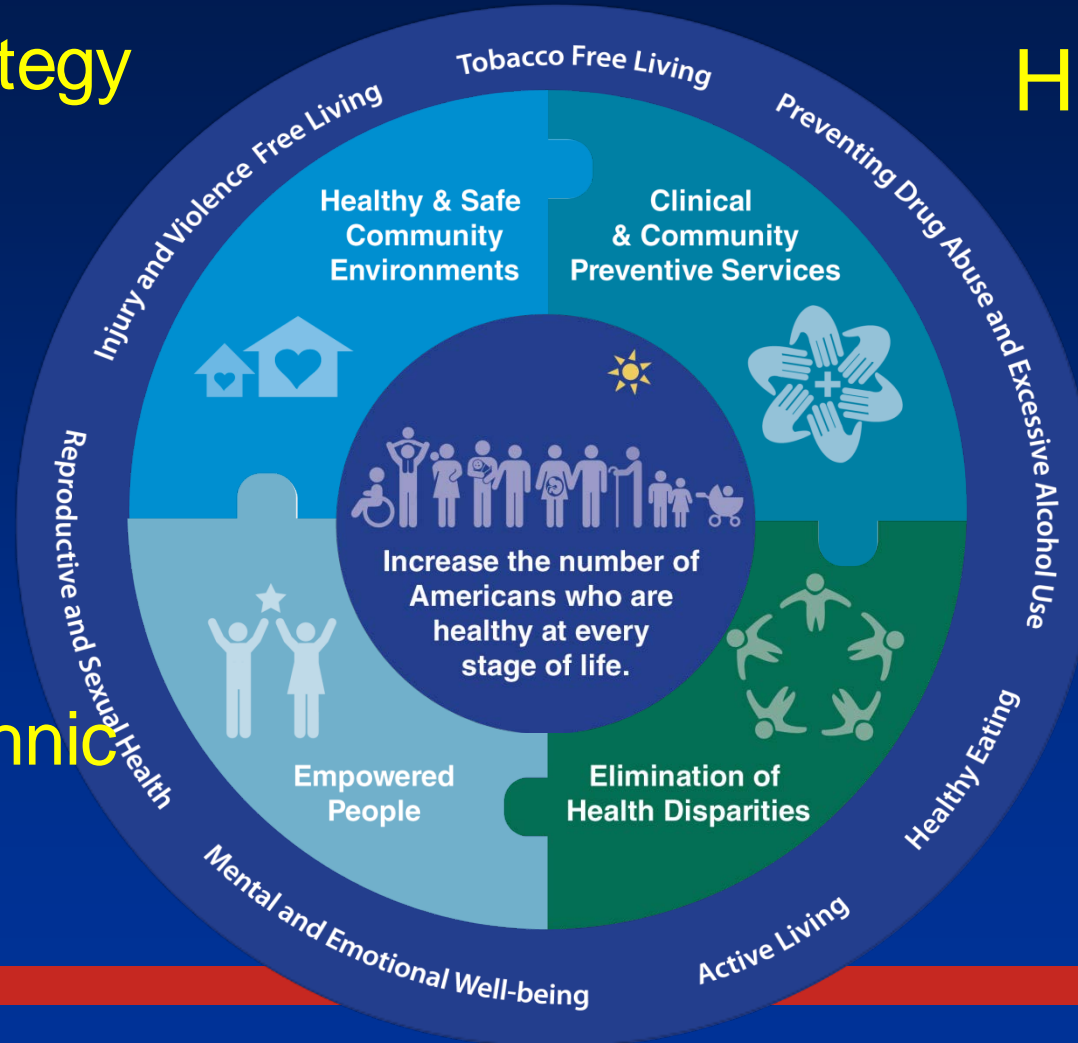 tegy
H
Tobacco Free Living
Preventing Drug Abuse and Excessive Alcohol Use
Healthy Eating
Active Living
Mental and Emotional Well-being
Reproductive and Sexual Health
Injury and Violence Free Living
Healthy & Safe
Community
Environments
Clinical
& Community
Preventive Services
Increase the number of
Americans who are
healthy at every
stage of life.
hnic
Empowered
People
Elimination of
Health Disparities